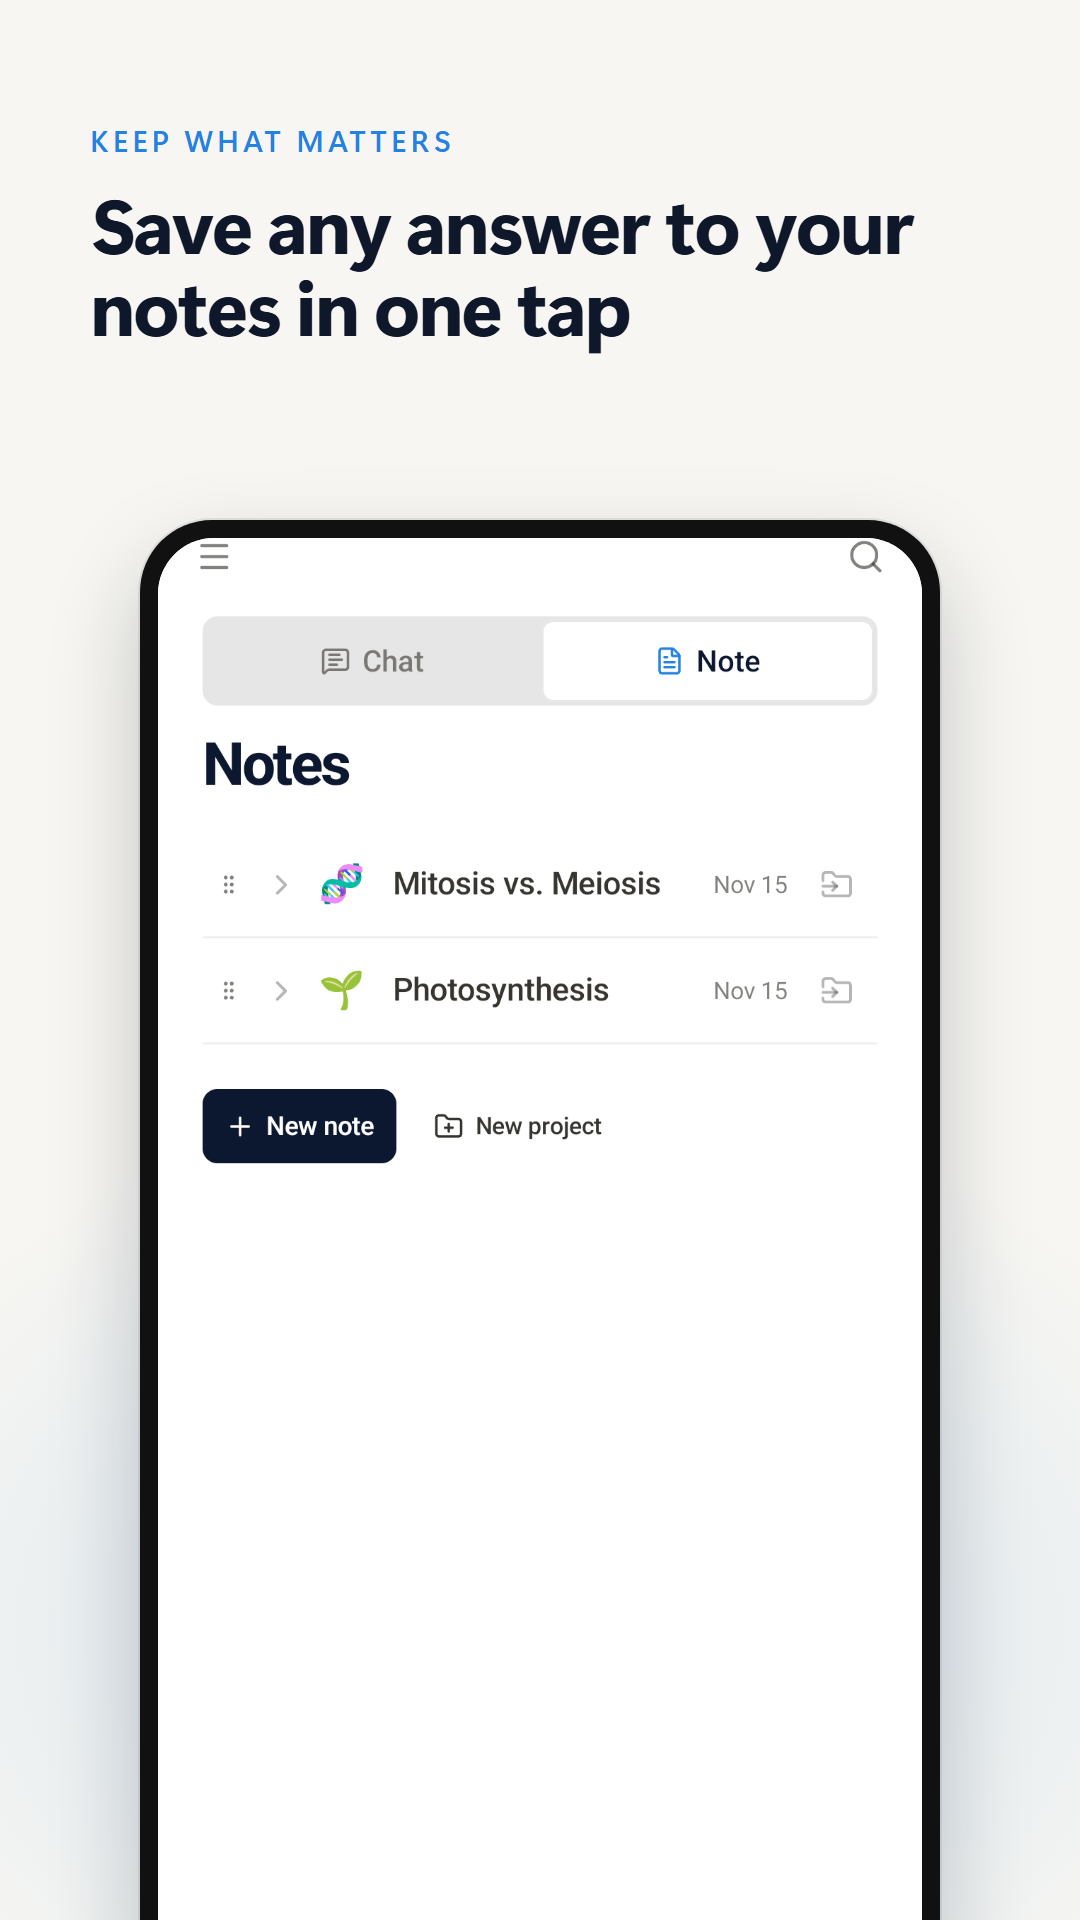 KEEP WHAT MATTERS
Save any answer to your
notes in one tap
Chat
Note
Notes
Mitosis vs. Meiosis Nov 15
Photosynthesis Nov 15
New note
New project